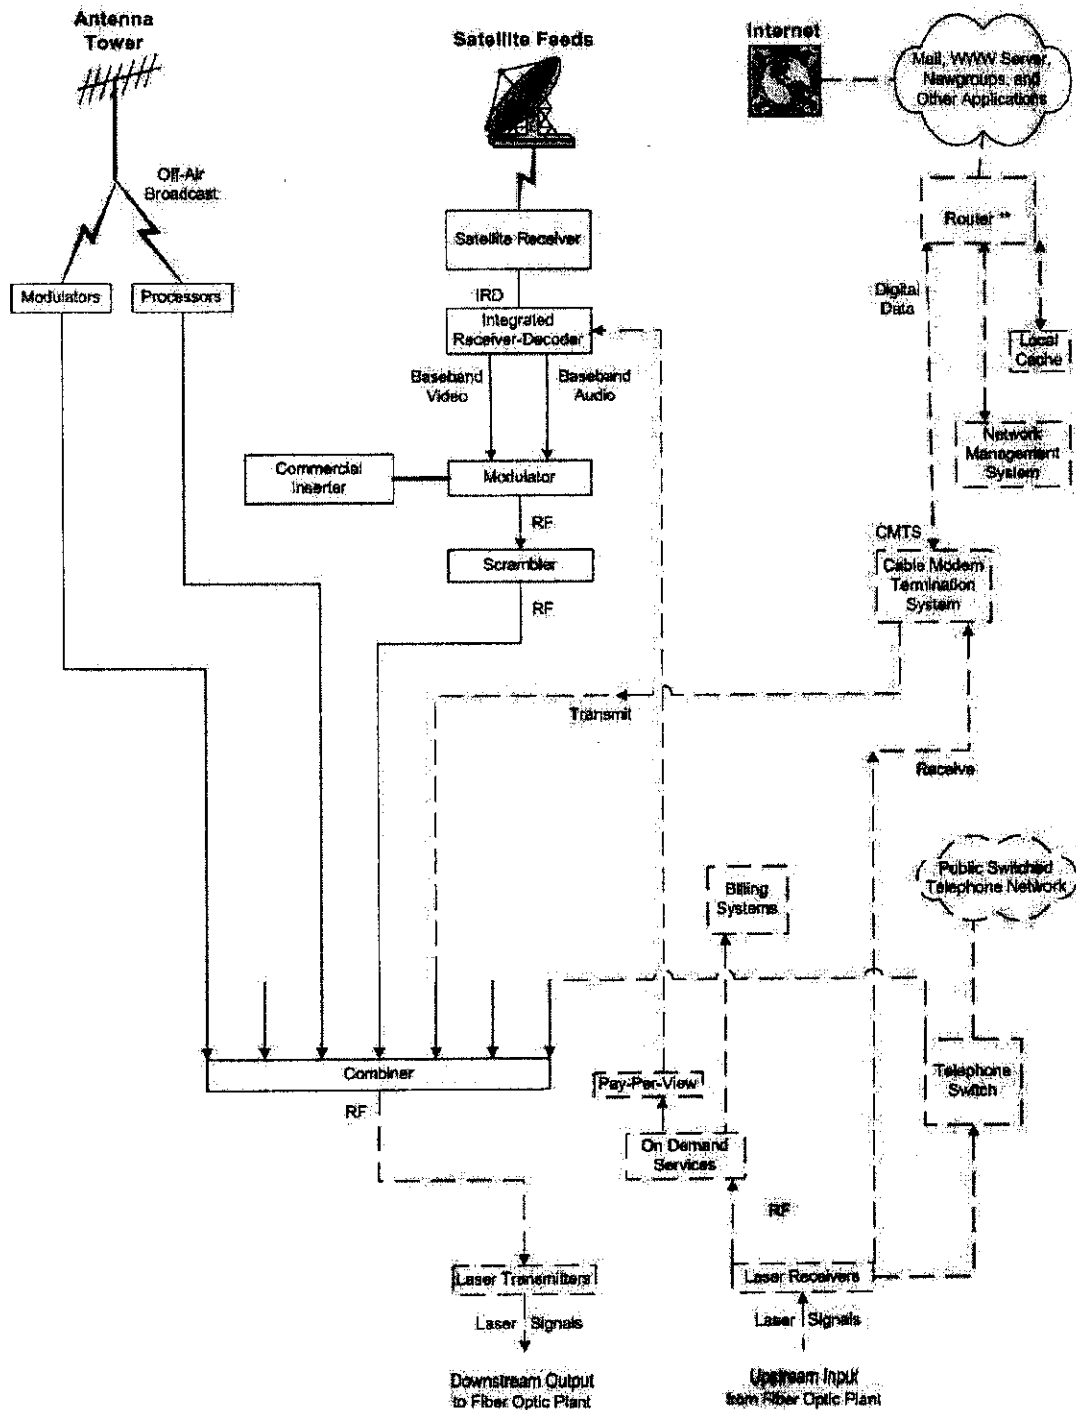 Antenna
Tower
Satellite Feeds
Internet
Mail, WWW Server,
Newgroups, and
Other Applications
Off-Air
Broadcast
Router **
Satellite Receiver
Modulators
Processors
IRD
Integrated
Receiver-Decoder
Digital
Data
Local
Cache
Baseband
Video
Baseband
Audio
Network
Management
System
Commercial
Inserter
Modulator
RF
CMTS
Scrambler
Cable Modem
Termination
System
RF
Transmit
Receive
Public Switched
Telephone Network
Billing
Systems
Combiner
Pay-Per-View
Telephone
Switch
RF
On Demand
Services
RF
Laser Transmitters
Laser Receivers
Laser Signals
Laser Signals
Downstream Output
to Fiber Optic Plant
Upstream Input
from Fiber Optic Plant